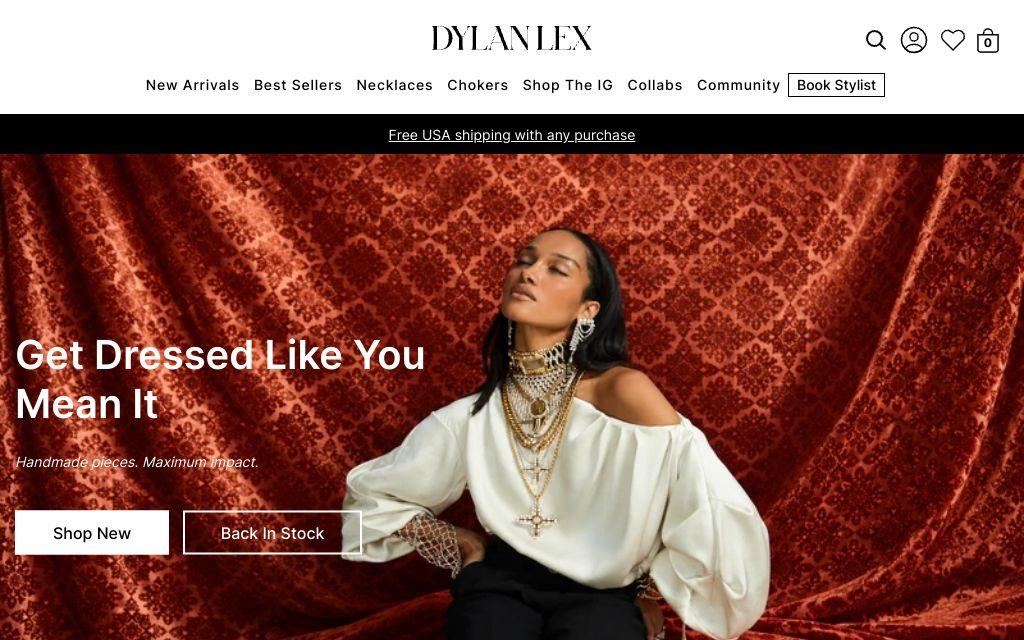 DYLAN LEX
0
New Arrivals Best Sellers Necklaces Chokers Shop The IG Collabs Community Book Stylist
Free USA shipping with any purchase
Get Dressed Like You
Mean It
Handmade pieces. Maximum impact.
Shop New Back In Stock